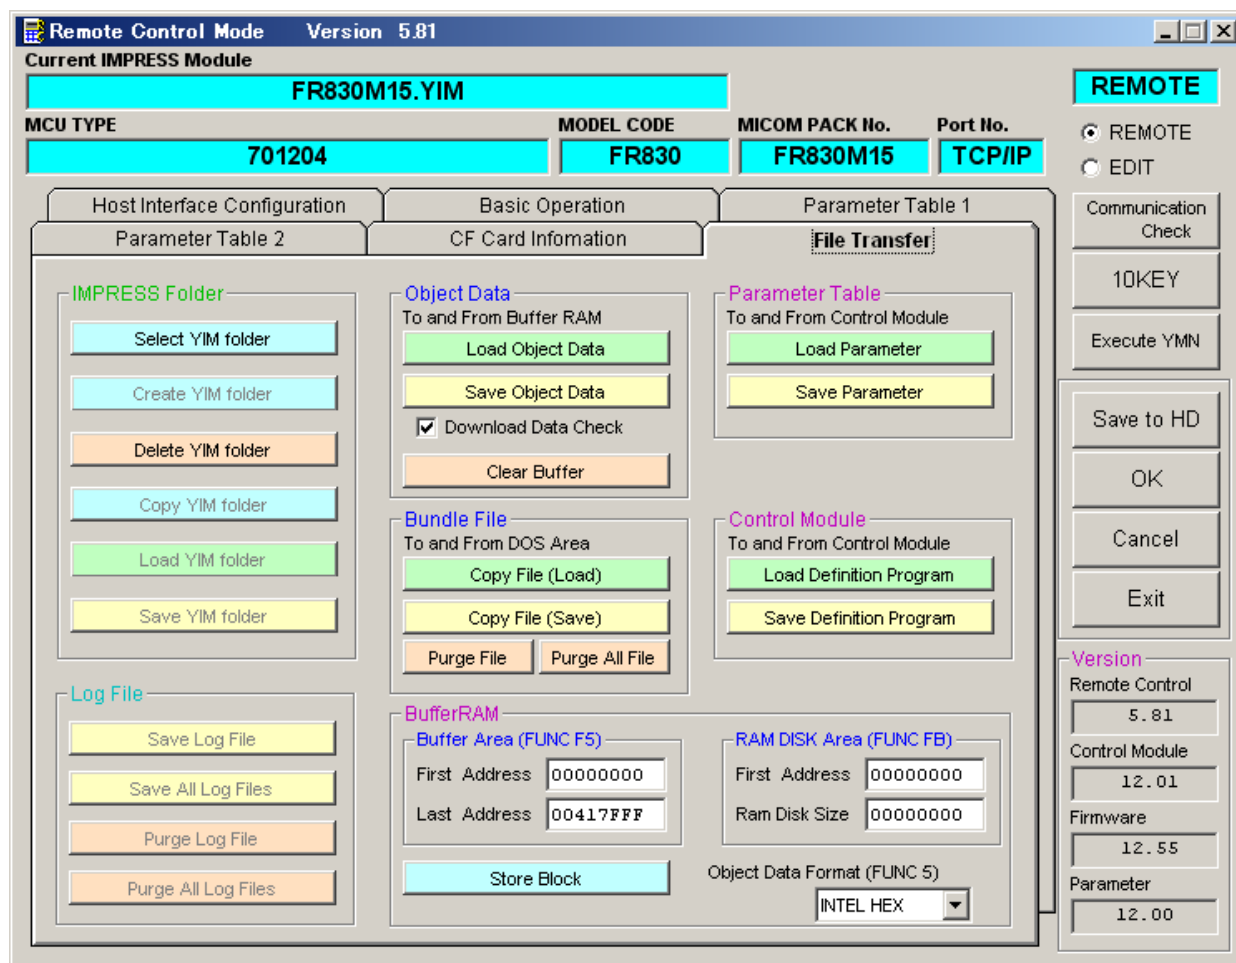 Remote Control Mode Version 5.81
Current IMPRESS Module
FR830M15.YIM
MCU TYPE
MODEL CODE
MICOM PACK No.
Port No.
701204
FR830
FR830M15
TCP/IP
REMOTE
REMOTE
EDIT
Host Interface Configuration
Basic Operation
Parameter Table 1
Parameter Table 2
CF Card Infomation
File Transfer
IMPRESS Folder
Select YIM folder
Create YIM folder
Delete YIM folder
Copy YIM folder
Load YIM folder
Save YIM folder
Log File
Save Log File
Save All Log Files
Purge Log File
Purge All Log Files
Object Data
To and From Buffer RAM
Load Object Data
Save Object Data
Download Data Check
Clear Buffer
Bundle File
To and From DOS Area
Copy File (Load)
Copy File (Save)
Purge File
Purge All File
Parameter Table
To and From Control Module
Load Parameter
Save Parameter
Control Module
To and From Control Module
Load Definition Program
Save Definition Program
BufferRAM
Buffer Area (FUNC F5)
First Address 00000000
Last Address 00417FFF
RAM DISK Area (FUNC FB)
First Address 00000000
Ram Disk Size 00000000
Store Block
Object Data Format (FUNC 5)
INTEL HEX
Communication
Check
10KEY
Execute YMN
Save to HD
OK
Cancel
Exit
Version
Remote Control
5.81
Control Module
12.01
Firmware
12.55
Parameter
12.00